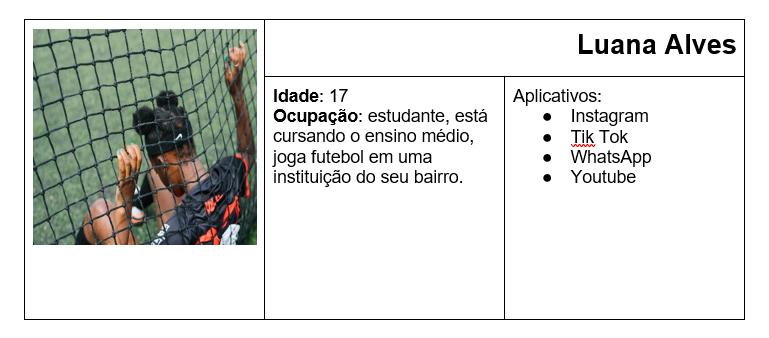 Luana Alves
Idade: 17
Ocupação: estudante, está
cursando o ensino médio,
joga futebol em uma
instituição do seu bairro.
Aplicativos:
● Instagram
● Tik Tok
● WhatsApp
● Youtube